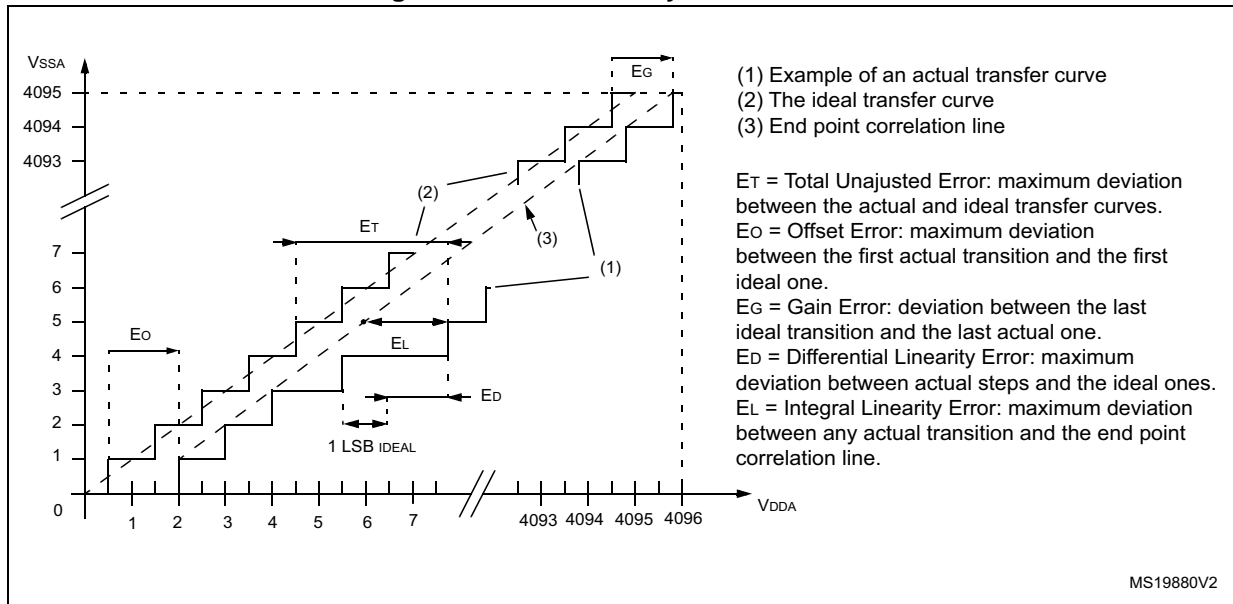 VSSA
EG
4095
4094
4093
(2)
ET
(3)
(1)
7
6
5
4
3
2
1
0
EO
EL
ED
1 LSB IDEAL
1 2 3 4 5 6 7 4093 4094 4095 4096
VDDA
(1) Example of an actual transfer curve
(2) The ideal transfer curve
(3) End point correlation line
ET = Total Unajusted Error: maximum deviation
between the actual and ideal transfer curves.
EO = Offset Error: maximum deviation
between the first actual transition and the first
ideal one.
EG = Gain Error: deviation between the last
ideal transition and the last actual one.
ED = Differential Linearity Error: maximum
deviation between actual steps and the ideal ones.
EL = Integral Linearity Error: maximum deviation
between any actual transition and the end point
correlation line.
MS19880V2